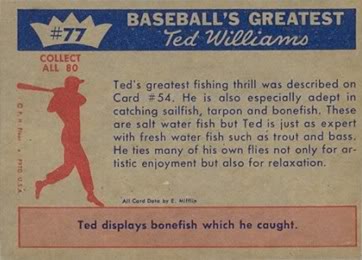 #77
BASEBALL'S GREATEST
Ted Williams
COLLECT
ALL 80
Ted's greatest fishing thrill was described on
Card #54. He is also especially adept in
catching sailfish, tarpon and bonefish. These
are salt water fish but Ted is just as expert
with fresh water fish such as trout and bass.
He ties many of his own flies not only for ar-
tistic enjoyment but also for relaxation.
All Card Data by E. Mifflin
Ted displays bonefish which he caught.